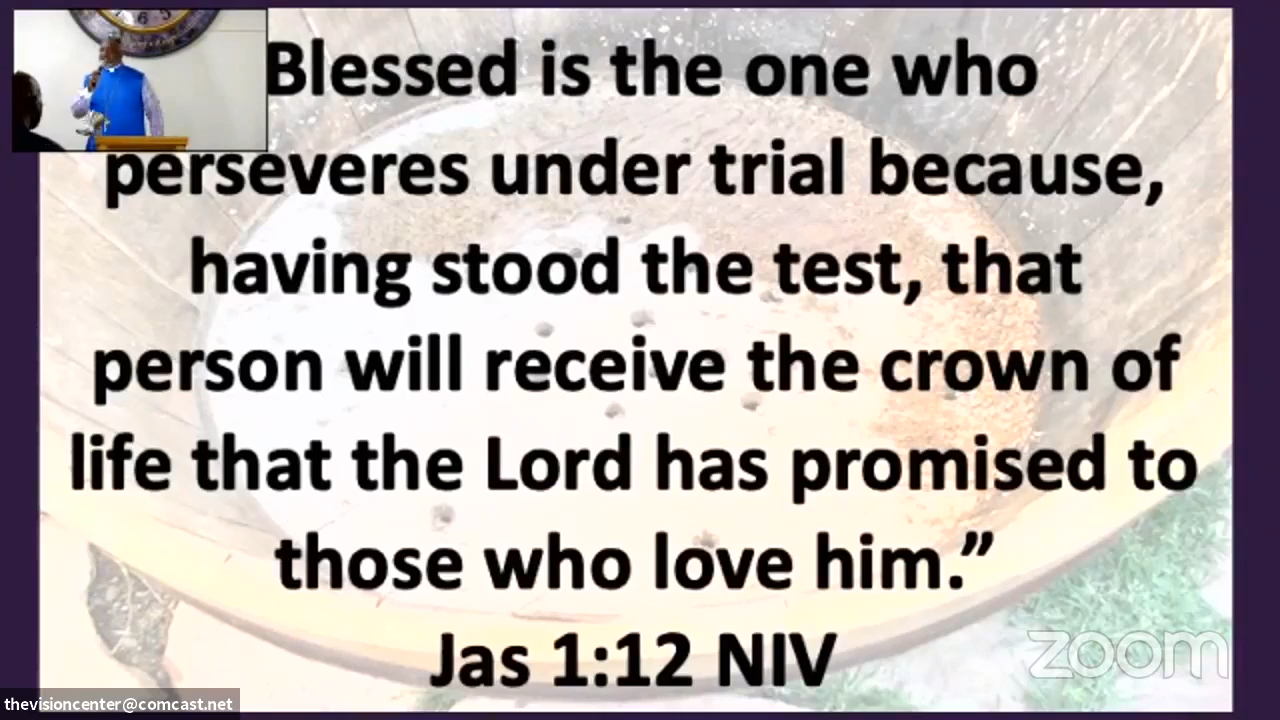 Blessed is the one who
perseveres under trial because,
having stood the test, that
person will receive the crown of
life that the Lord has promised to
those who love him.”
Jas 1:12 NIV
zoom
thevisioncenter@comcast.net